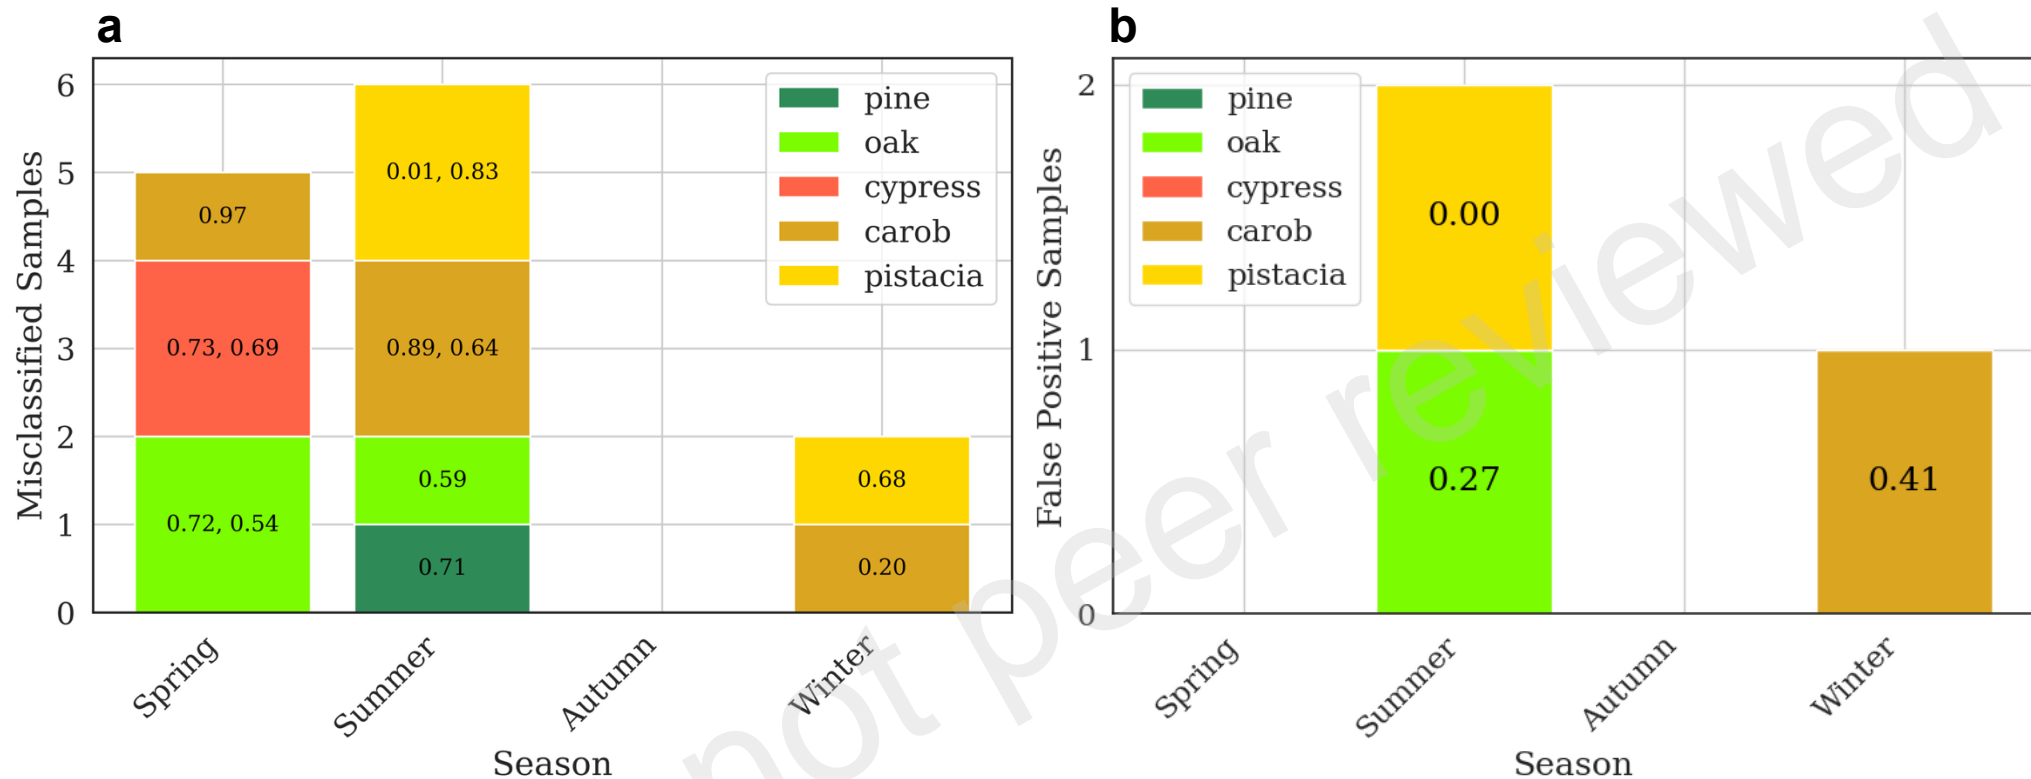 a
6
5
4
3
2
1
0
Misclassified Samples
0.97
0.73, 0.69
0.72, 0.54
0.01, 0.83
0.89, 0.64
0.59
0.71
0.68
0.20
pine
oak
cypress
carob
pistacia
Spring
Summer
Autumn
Winter
Season
b
2
1
0
False Positive Samples
pine
oak
cypress
carob
pistacia
0.00
0.27
0.41
Spring
Summer
Autumn
Winter
Season
not peer reviewed